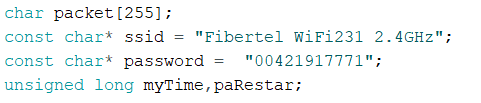 char packet[255];
const char* ssid = "Fibertel WiFi231 2.4GHz";
const char* password =  "00421917771";
unsigned long myTime,paRestar;